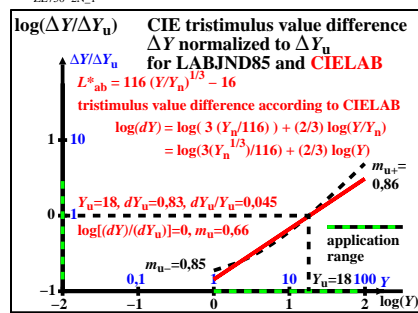 log(ΔY/ΔYu) CIE tristimulus value difference
ΔY normalized to ΔYu
ΔY/ΔYu for LABJND85 and CIELAB
L*ab = 116 (Y/Yn)^1/3 − 16
tristimulus value difference according to CIELAB
log(dY) = log( 3 (Yn/116) ) + (2/3) log(Y/Yn)
= log(3(Yn^1/3)/116) + (2/3) log(Y)
1 10
mu+=
0,86
Yu=18, dYu=0,83, dYu/Yu=0,045
0 1
log[(dY)/(dYu)]=0, mu=0,66
application
range
mu−=0,85
0,1 1 10 Yu=18 100 Y
−1
−2 −1 0 1 2 log(Y)